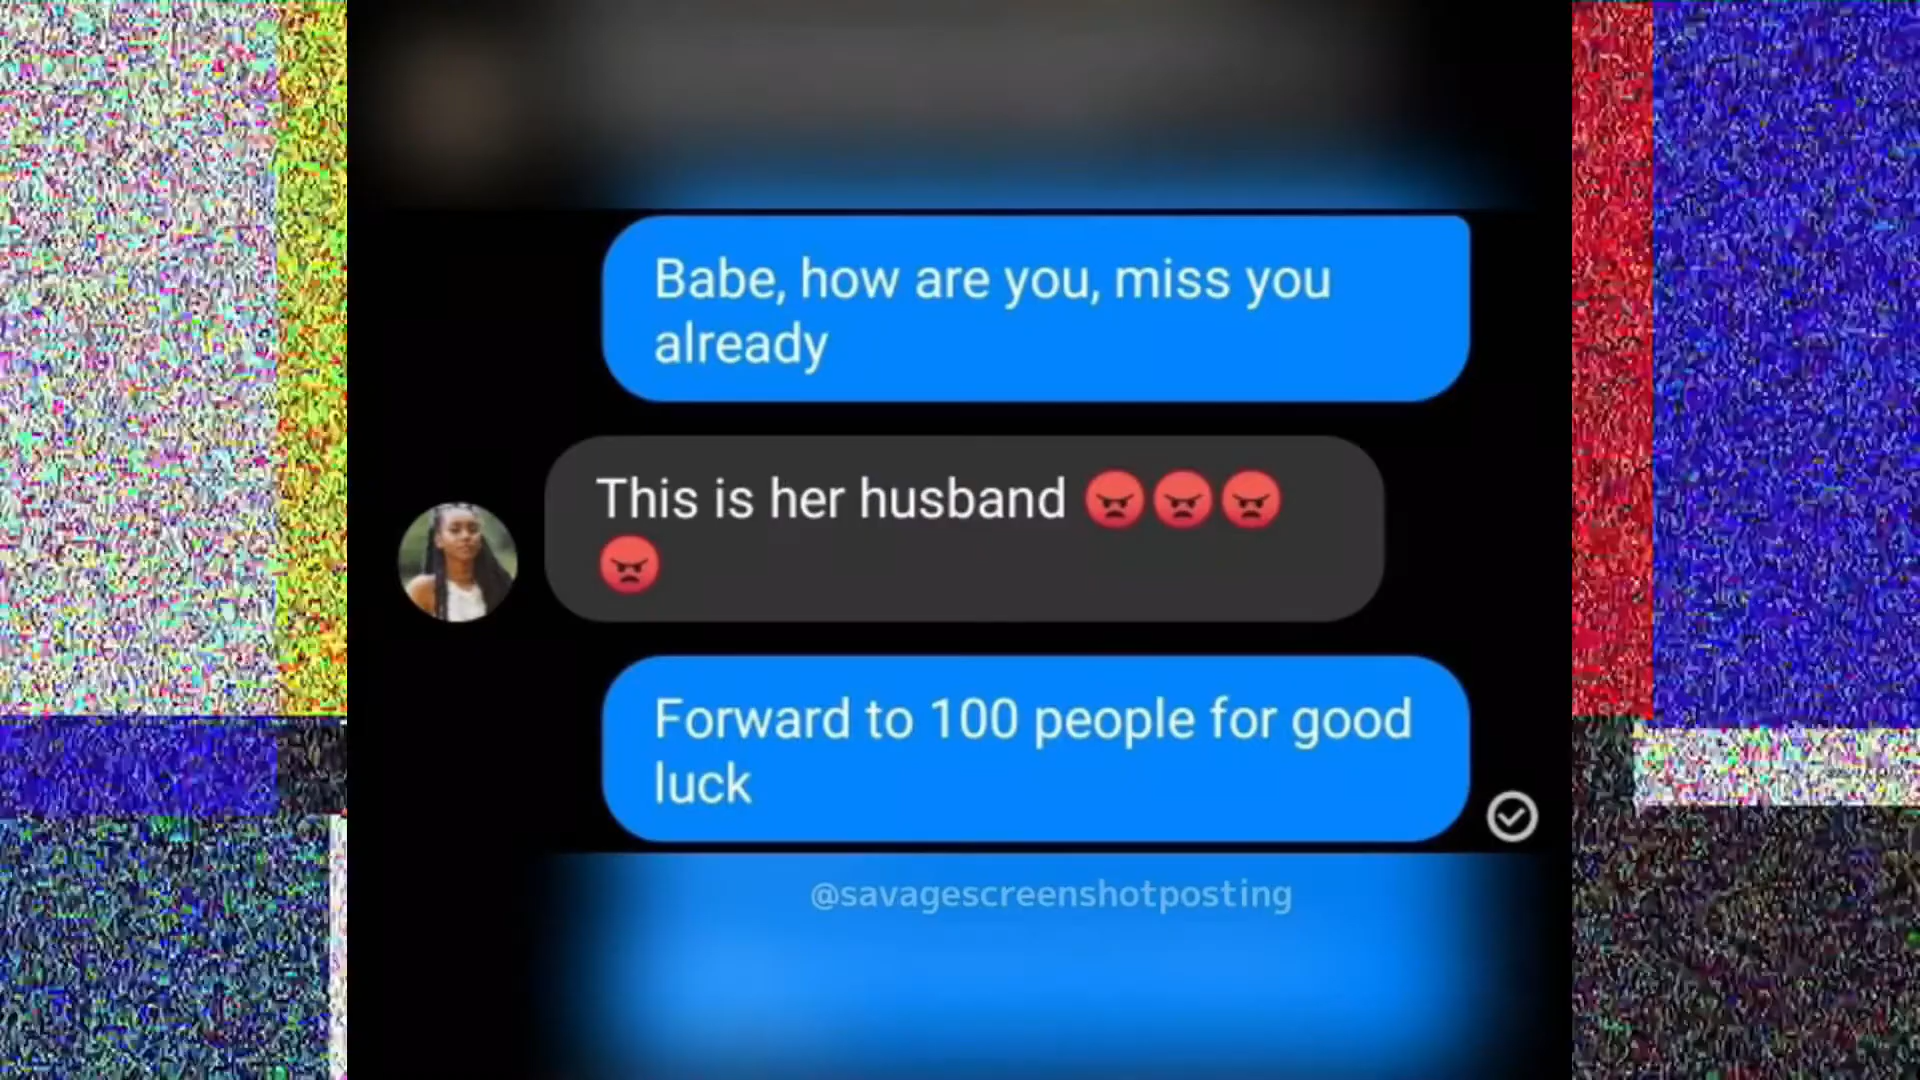 Babe, how are you, miss you
already
This is her husband 😡😡😡
😡
Forward to 100 people for good
luck
@savagescreenshotposting